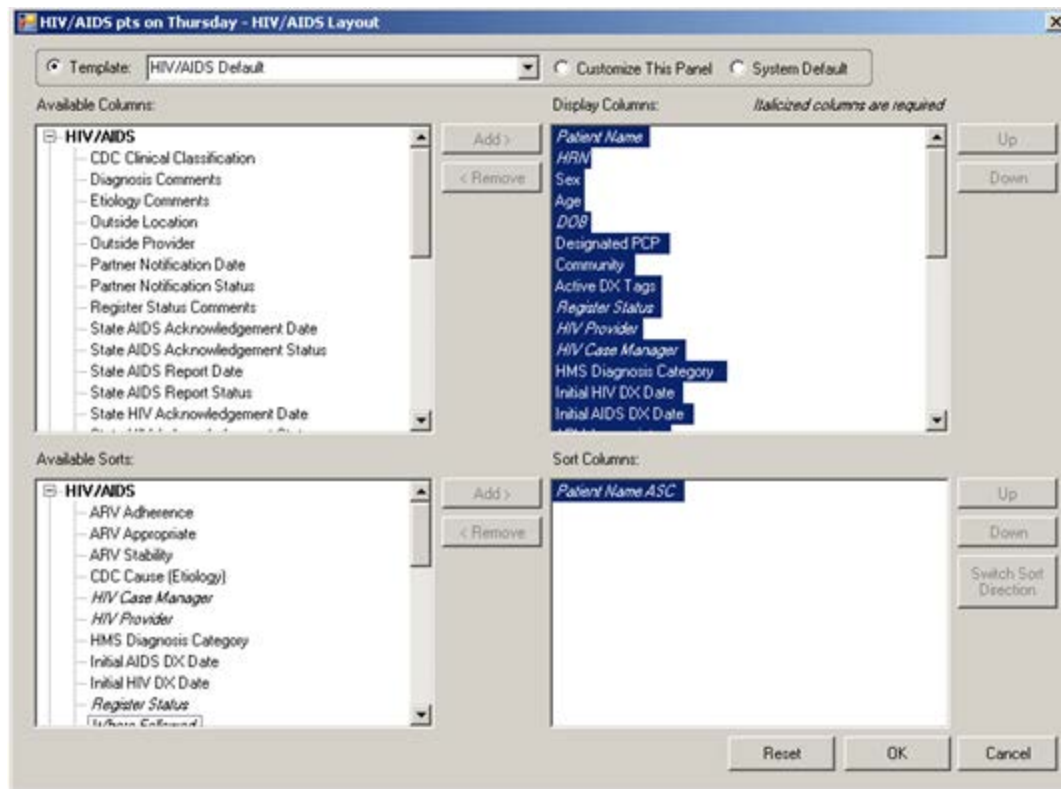 HIV/AIDS pts on Thursday - HIV/AIDS Layout
Template: HIV/AIDS Default Customize This Panel System Default
Available Columns:
HIV/AIDS
CDC Clinical Classification
Diagnosis Comments
Etiology Comments
Outside Location
Outside Provider
Partner Notification Date
Partner Notification Status
Register Status Comments
State AIDS Acknowledgement Date
State AIDS Acknowledgement Status
State AIDS Report Date
State AIDS Report Status
State HIV Acknowledgement Date
Add >
< Remove
Display Columns: Italicized columns are required
Patient Name
HRN
Sex
Age
DOB
Designated PCP
Community
Active DX Tags
Register Status
HIV Provider
HIV Case Manager
HMS Diagnosis Category
Initial HIV DX Date
Initial AIDS DX Date
Up
Down
Available Sorts:
HIV/AIDS
ARV Adherence
ARV Appropriate
ARV Stability
CDC Cause (Etiology)
HIV Case Manager
HIV Provider
HMS Diagnosis Category
Initial AIDS DX Date
Initial HIV DX Date
Register Status
Where Followed
Add >
< Remove
Sort Columns:
Patient Name ASC
Up
Down
Switch Sort
Direction
Reset OK Cancel